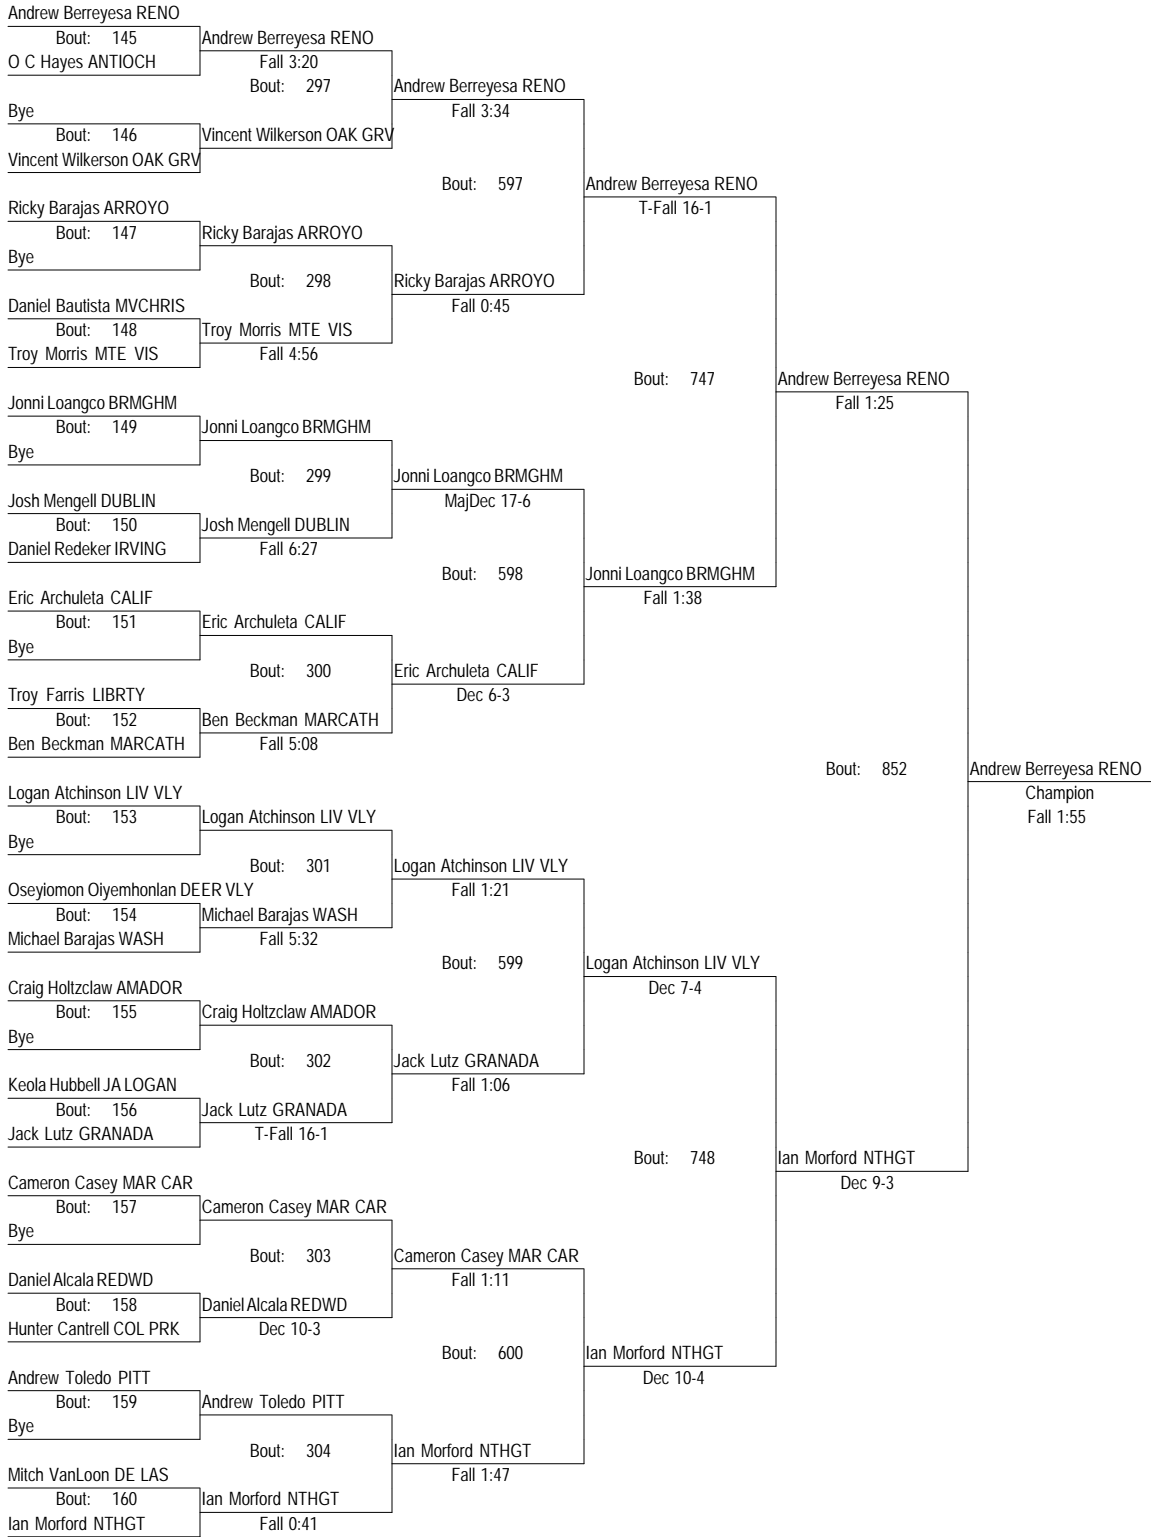 Andrew Berreyesa RENO
Bout: 145
O C Hayes ANTIOCH
Bye
Bout: 146
Vincent Wilkerson OAK GRV
Ricky Barajas ARROYO
Bout: 147
Bye
Daniel Bautista MVCHRIS
Bout: 148
Troy Morris MTE VIS
Jonni Loangco BRMGHM
Bout: 149
Bye
Josh Mengell DUBLIN
Bout: 150
Daniel Redeker IRVING
Eric Archuleta CALIF
Bout: 151
Bye
Troy Farris LIBRTY
Bout: 152
Ben Beckman MARCATH
Logan Atchinson LIV VLY
Bout: 153
Bye
Oseyiomon Oiyemhonlan DEER VLY
Bout: 154
Michael Barajas WASH
Craig Holtzclaw AMADOR
Bout: 155
Bye
Keola Hubbell JA LOGAN
Bout: 156
Jack Lutz GRANADA
Cameron Casey MAR CAR
Bout: 157
Bye
Daniel Alcala REDWD
Bout: 158
Hunter Cantrell COL PRK
Andrew Toledo PITT
Bout: 159
Bye
Mitch VanLoon DE LAS
Bout: 160
Ian Morford NTHGT
Andrew Berreyesa RENO
Fall 3:20
Bout: 297
Vincent Wilkerson OAK GRV
Ricky Barajas ARROYO
Bout: 298
Troy Morris MTE VIS
Fall 4:56
Jonni Loangco BRMGHM
Bout: 299
Josh Mengell DUBLIN
Fall 6:27
Eric Archuleta CALIF
Bout: 300
Ben Beckman MARCATH
Fall 5:08
Logan Atchinson LIV VLY
Bout: 301
Michael Barajas WASH
Fall 5:32
Craig Holtzclaw AMADOR
Bout: 302
Jack Lutz GRANADA
T-Fall 16-1
Cameron Casey MAR CAR
Bout: 303
Daniel Alcala REDWD
Dec 10-3
Andrew Toledo PITT
Bout: 304
Ian Morford NTHGT
Fall 0:41
Andrew Berreyesa RENO
Fall 3:34
Bout: 597
Ricky Barajas ARROYO
Fall 0:45
Jonni Loangco BRMGHM
MajDec 17-6
Bout: 598
Eric Archuleta CALIF
Dec 6-3
Logan Atchinson LIV VLY
Fall 1:21
Bout: 599
Jack Lutz GRANADA
Fall 1:06
Cameron Casey MAR CAR
Fall 1:11
Bout: 600
Ian Morford NTHGT
Fall 1:47
Andrew Berreyesa RENO
T-Fall 16-1
Bout: 747
Jonni Loangco BRMGHM
Fall 1:38
Logan Atchinson LIV VLY
Dec 7-4
Bout: 748
Ian Morford NTHGT
Dec 10-4
Andrew Berreyesa RENO
Fall 1:25
Bout: 852
Ian Morford NTHGT
Dec 9-3
Andrew Berreyesa RENO
Champion
Fall 1:55